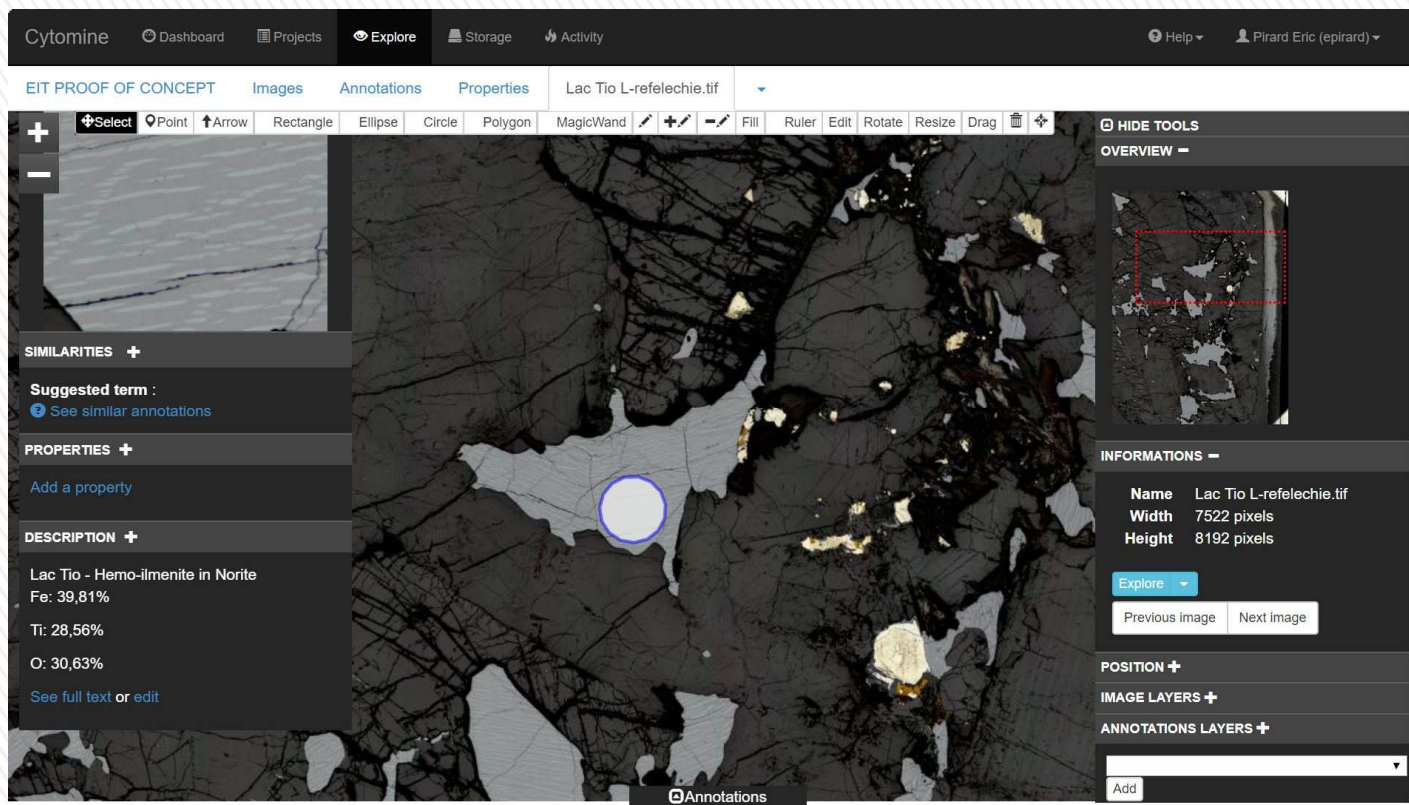 Cytomine Dashboard Projects Explore Storage Activity Help Pirard Eric (epirard)
EIT PROOF OF CONCEPT Images Annotations Properties Lac Tio L-refelechie.tif
Select Point Arrow Rectangle Ellipse Circle Polygon MagicWand Fill Ruler Edit Rotate Resize Drag
SIMILARITIES
Suggested term :
See similar annotations
PROPERTIES
Add a property
DESCRIPTION
Lac Tio - Hemo-ilmenite in Norite
Fe: 39,81%
Ti: 28,56%
O: 30,63%
See full text or edit
Annotations
HIDE TOOLS
OVERVIEW
INFORMATIONS
Name Lac Tio L-refelechie.tif
Width 7522 pixels
Height 8192 pixels
Explore
Previous image Next image
POSITION
IMAGE LAYERS
ANNOTATIONS LAYERS
Add